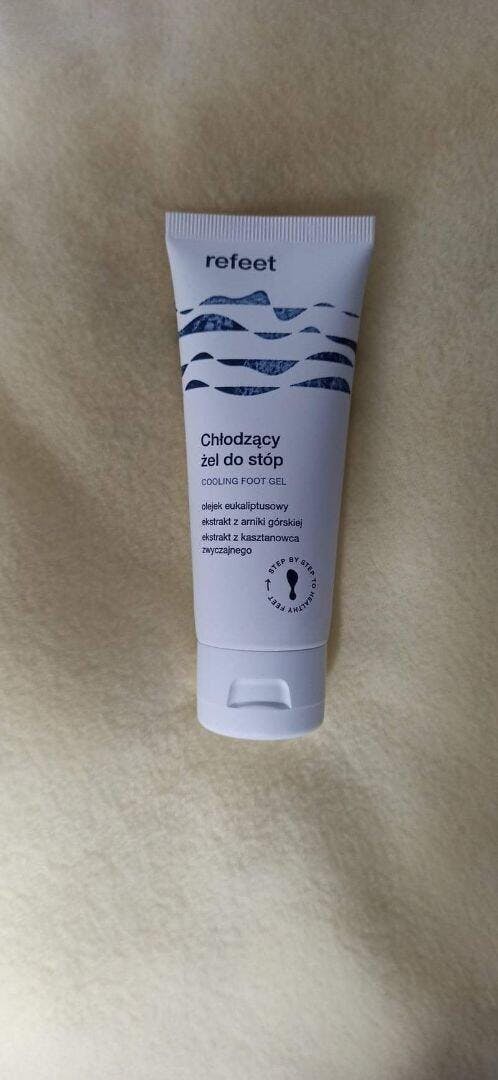 refeet
Chłodzący
żel do stóp
COOLING FOOT GEL
olejek eukaliptusowy
ekstrakt z arniki górskiej
ekstrakt z kasztanowca
zwyczajnego
STEP BY STEP TO HEALTHY FEET →